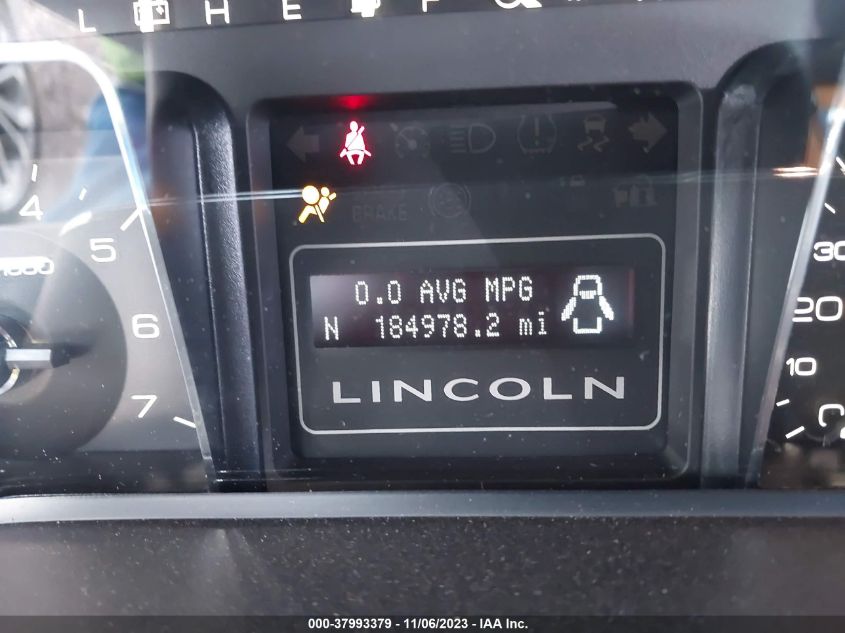 L H E F
4
5
x1000
6
7
BRAKE
0.0 AVG MPG
N 184978.2 mi
LINCOLN
30
20
10
000-37993379 - 11/06/2023 - IAA Inc.